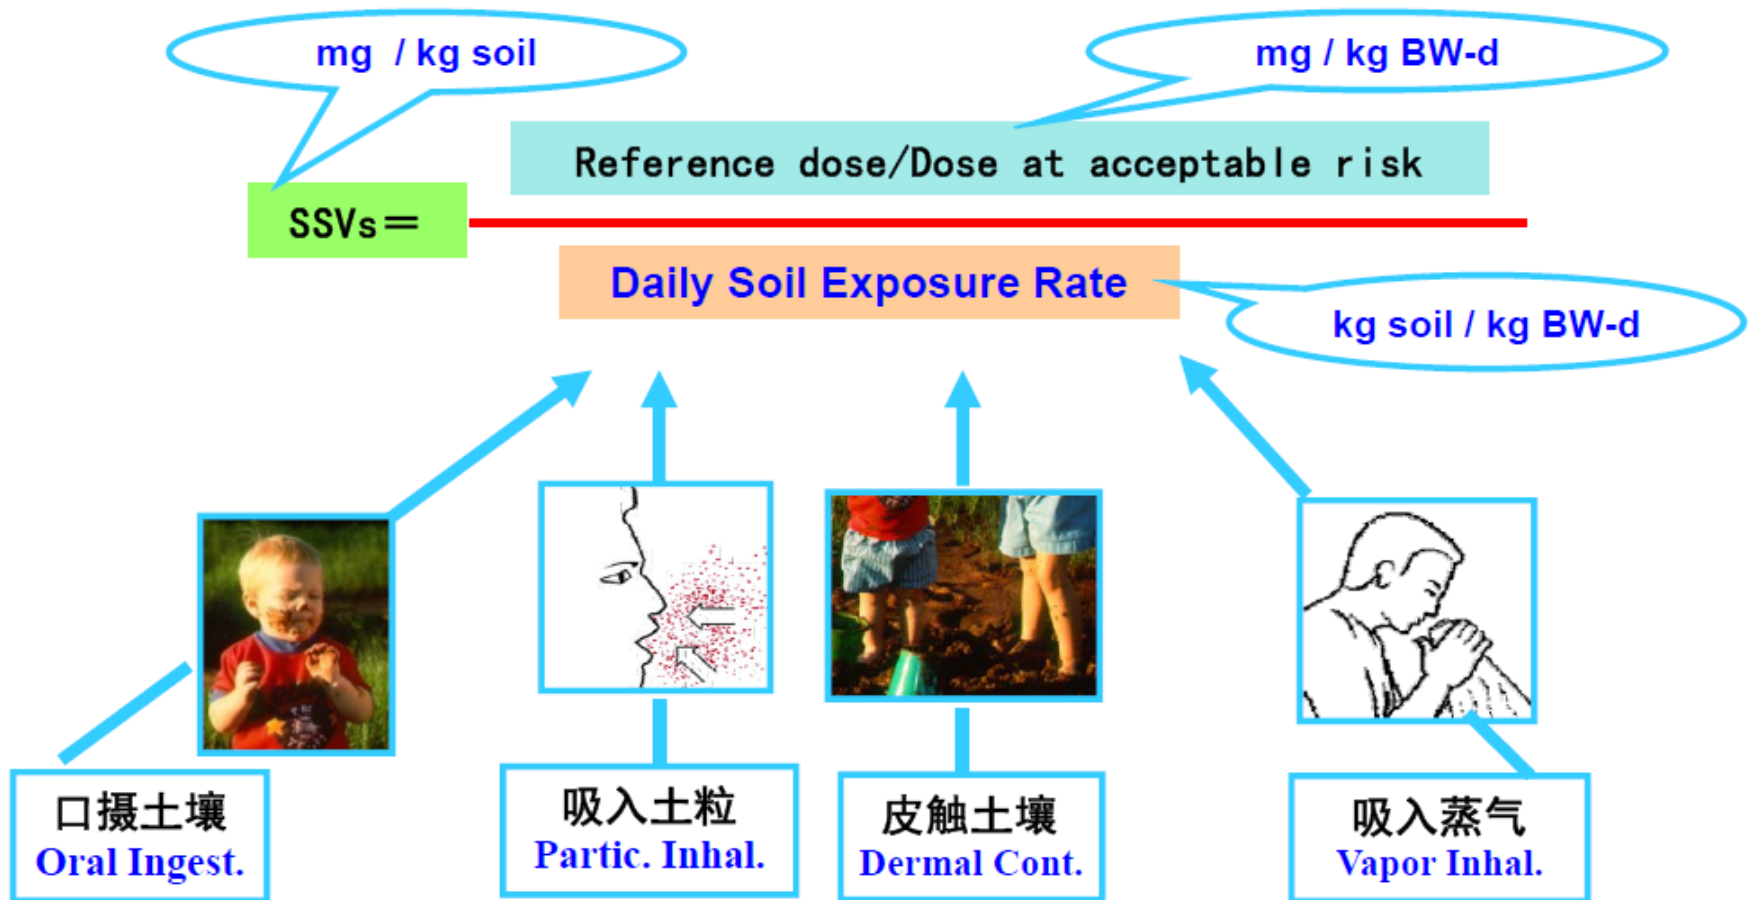 mg / kg soil
mg / kg BW-d
Reference dose/Dose at acceptable risk
SSVs＝
Daily Soil Exposure Rate
kg soil / kg BW-d
口摄土壤
Oral Ingest.
吸入土粒
Partic. Inhal.
皮触土壤
Dermal Cont.
吸入蒸气
Vapor Inhal.